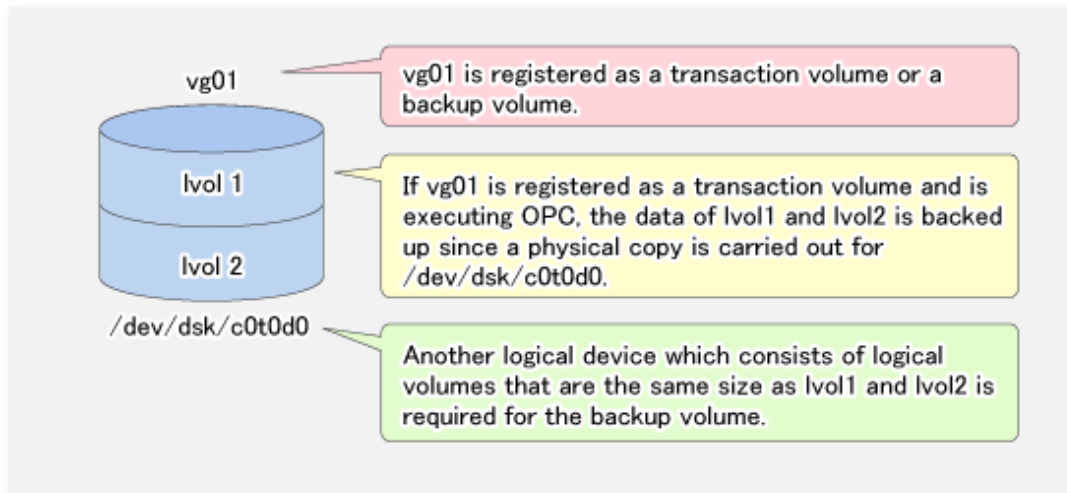 vg01
vg01 is registered as a transaction volume or a
backup volume.
lvol 1
If vg01 is registered as a transaction volume and is
executing OPC, the data of lvol1 and lvol2 is backed
up since a physical copy is carried out for
/dev/dsk/c0t0d0.
lvol 2
/dev/dsk/c0t0d0
Another logical device which consists of logical
volumes that are the same size as lvol1 and lvol2 is
required for the backup volume.